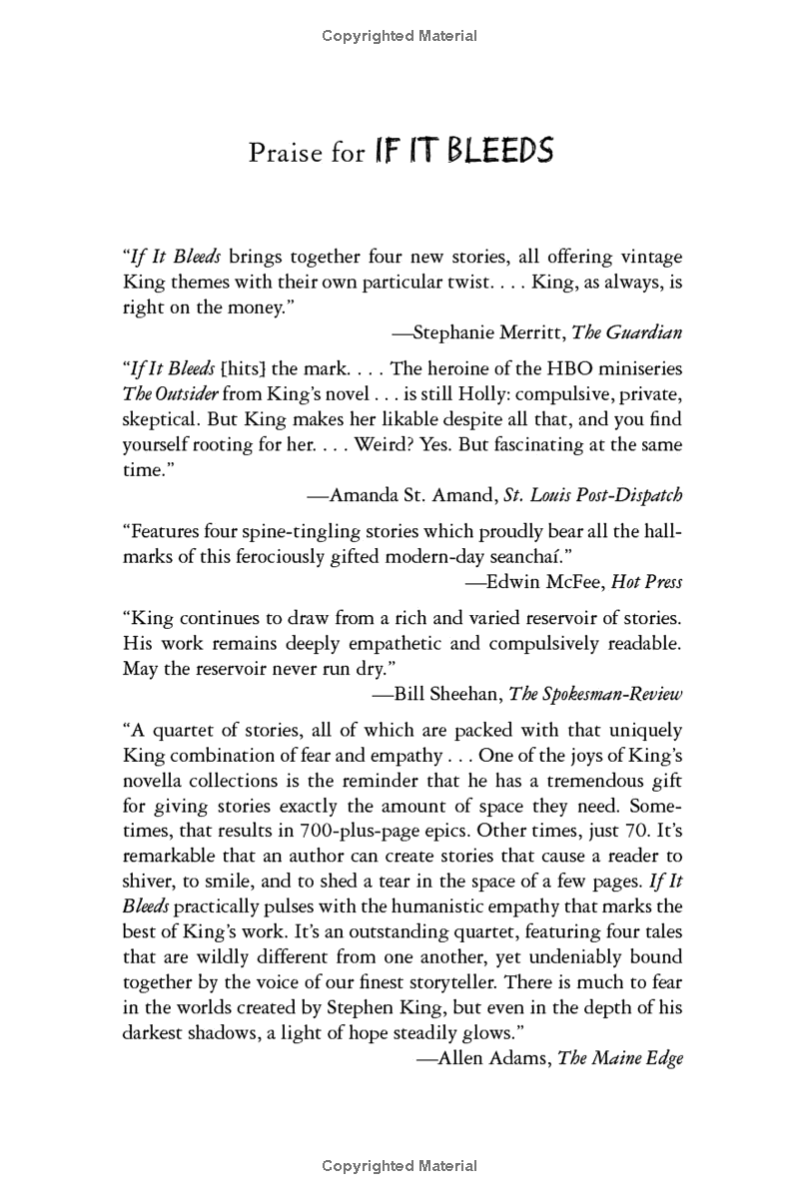 Copyrighted Material
Praise for IF IT BLEEDS
“If It Bleeds brings together four new stories, all offering vintage
King themes with their own particular twist. . . . King, as always, is
right on the money.”
—Stephanie Merritt, The Guardian
“If It Bleeds [hits] the mark. . . . The heroine of the HBO miniseries
The Outsider from King’s novel . . . is still Holly: compulsive, private,
skeptical. But King makes her likable despite all that, and you find
yourself rooting for her. . . . Weird? Yes. But fascinating at the same
time.”
—Amanda St. Amand, St. Louis Post-Dispatch
“Features four spine-tingling stories which proudly bear all the hall-
marks of this ferociously gifted modern-day seanchaí.”
—Edwin McFee, Hot Press
“King continues to draw from a rich and varied reservoir of stories.
His work remains deeply empathetic and compulsively readable.
May the reservoir never run dry.”
—Bill Sheehan, The Spokesman-Review
“A quartet of stories, all of which are packed with that uniquely
King combination of fear and empathy . . . One of the joys of King’s
novella collections is the reminder that he has a tremendous gift
for giving stories exactly the amount of space they need. Some-
times, that results in 700-plus-page epics. Other times, just 70. It’s
remarkable that an author can create stories that cause a reader to
shiver, to smile, and to shed a tear in the space of a few pages. If It
Bleeds practically pulses with the humanistic empathy that marks the
best of King’s work. It’s an outstanding quartet, featuring four tales
that are wildly different from one another, yet undeniably bound
together by the voice of our finest storyteller. There is much to fear
in the worlds created by Stephen King, but even in the depth of his
darkest shadows, a light of hope steadily glows.”
—Allen Adams, The Maine Edge
Copyrighted Material